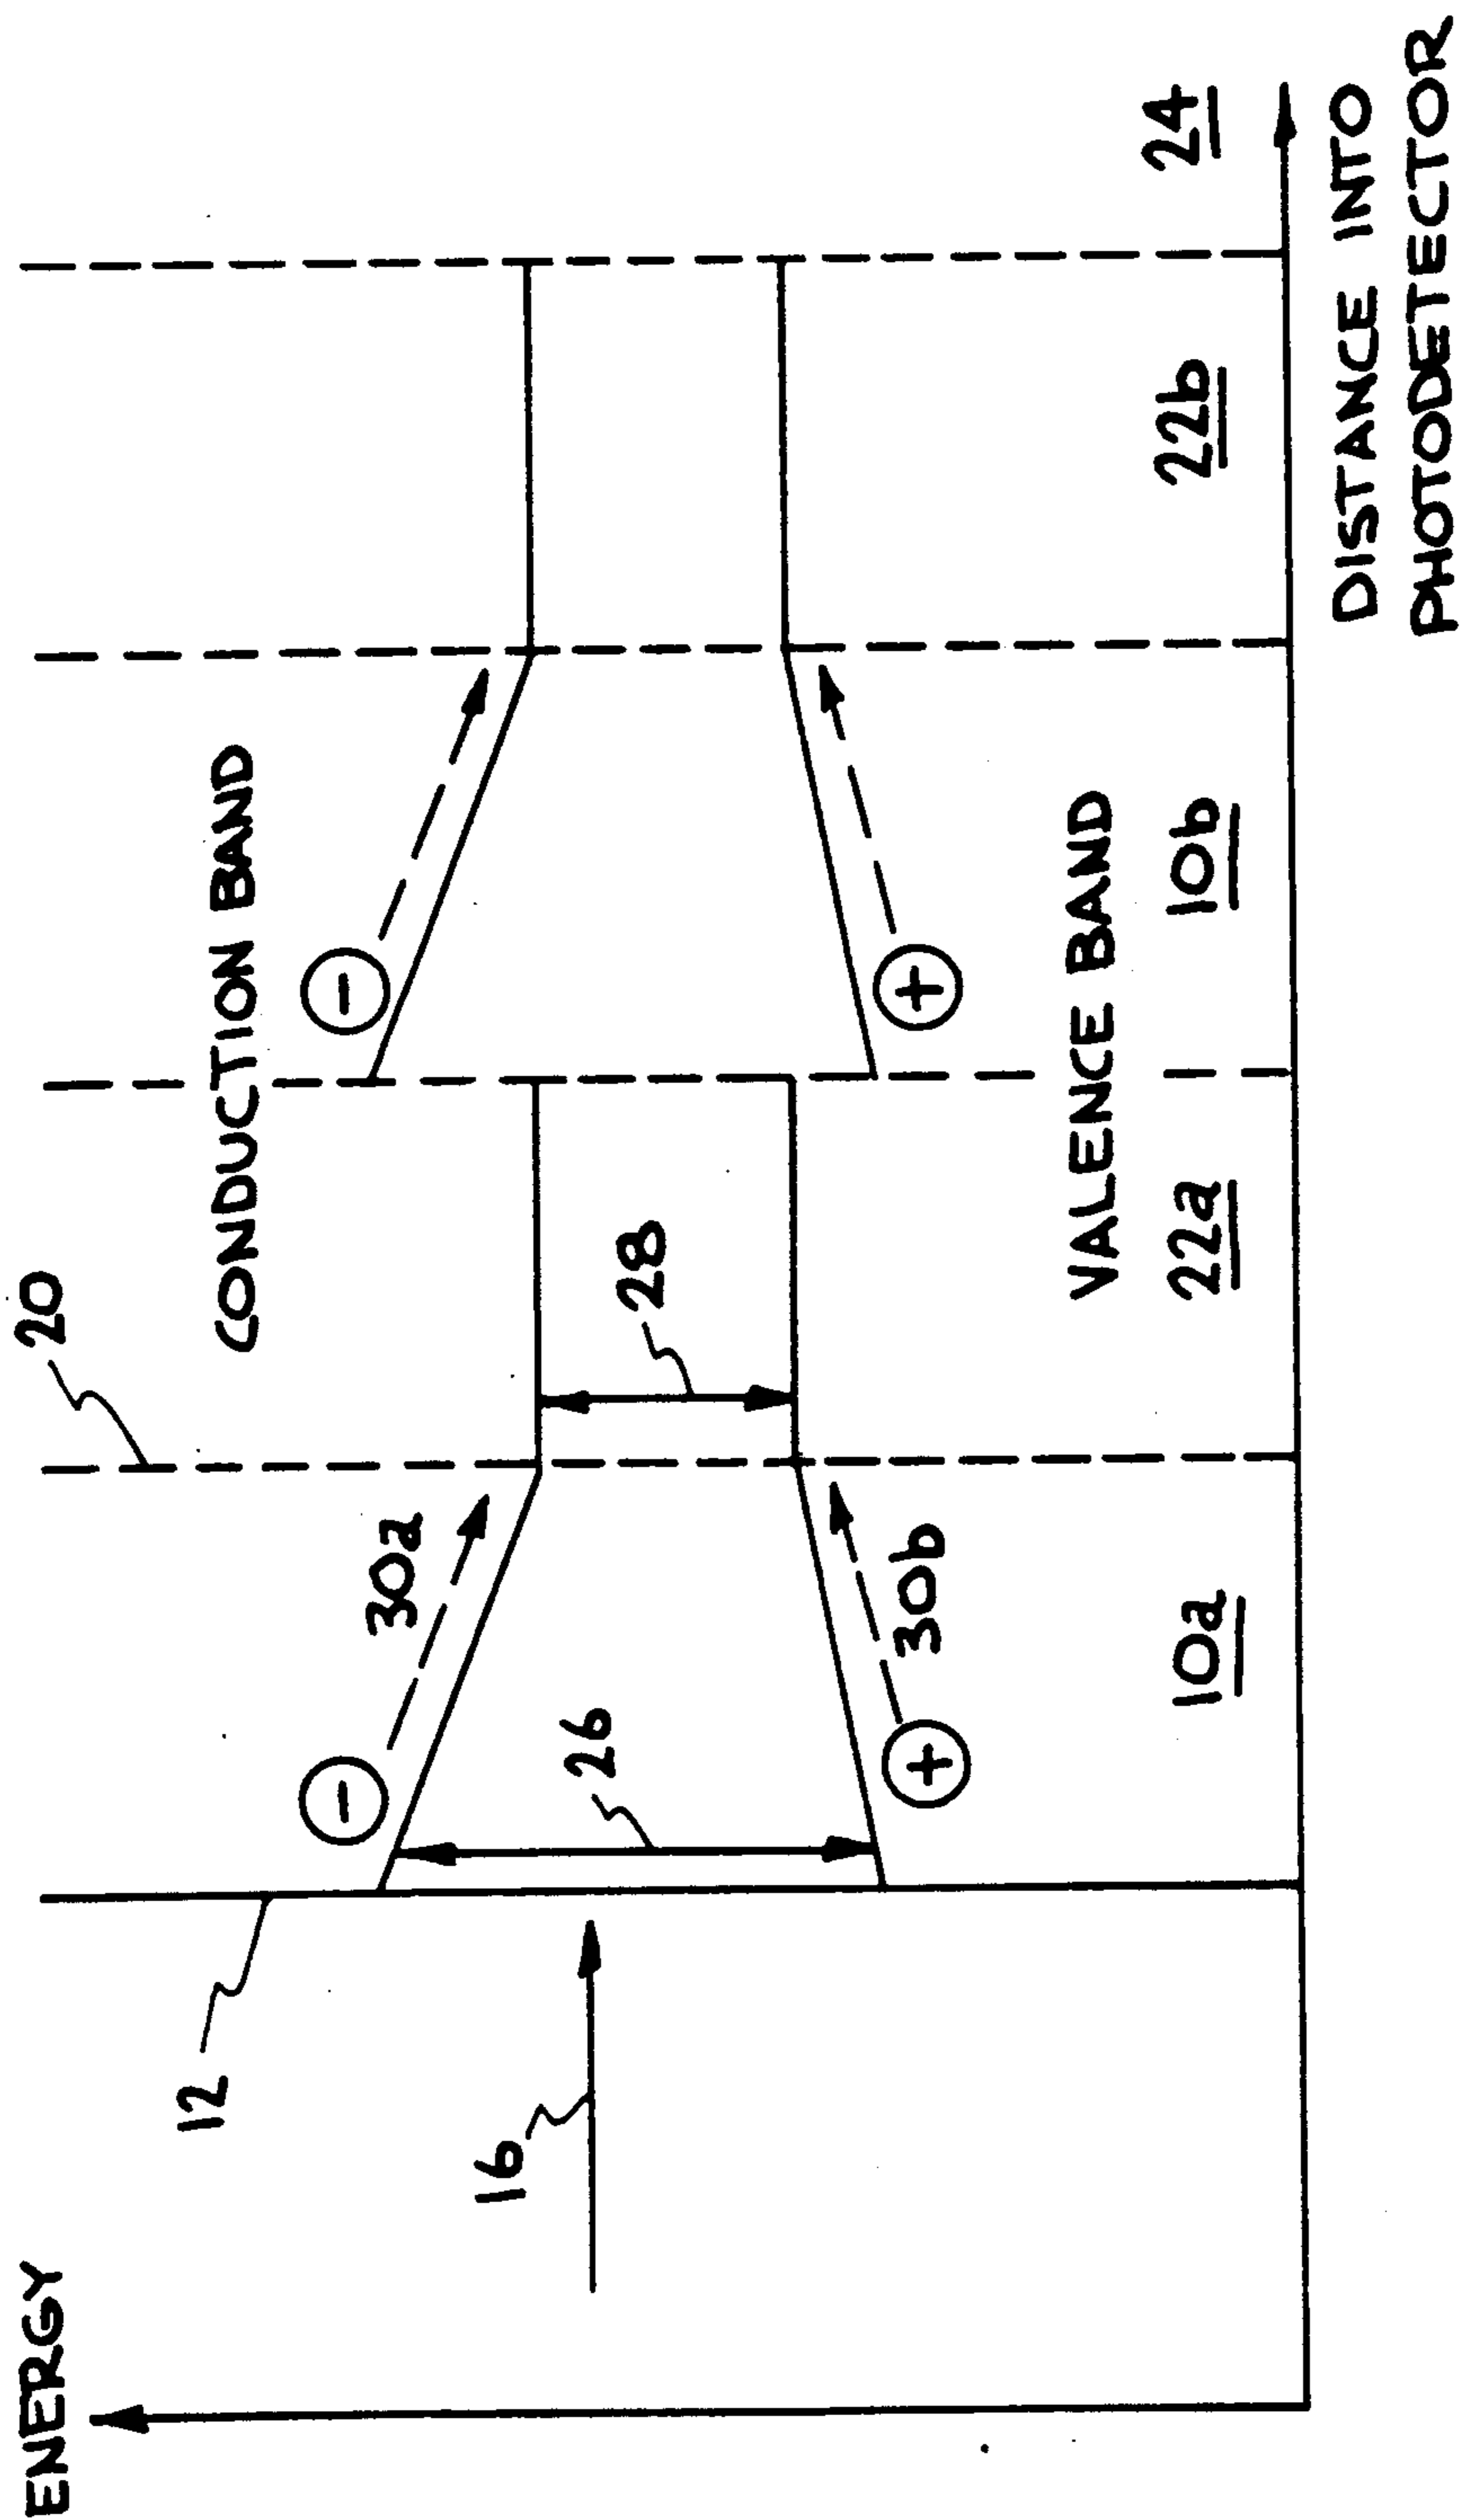 ENERGY
20
CONDUCTION BAND
12
30a
16
26
28
30b
VALENCE BAND
10a
22a
10b
22b
24
DISTANCE INTO
PHOTODETECTOR